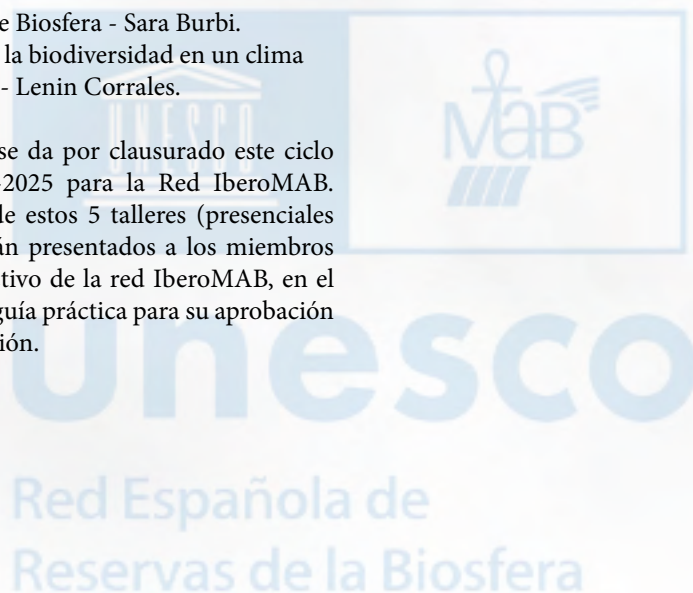 e Biosfera - Sara Burbi.
la biodiversidad en un clima
- Lenin Corrales.
se da por clausurado este ciclo
-2025 para la Red IberoMAB.
de estos 5 talleres (presenciales
án presentados a los miembros
tivo de la red IberoMAB, en el
guía práctica para su aprobación
ión.
UNESCO
MaB
unesco
Red Española de
Reservas de la Biosfera